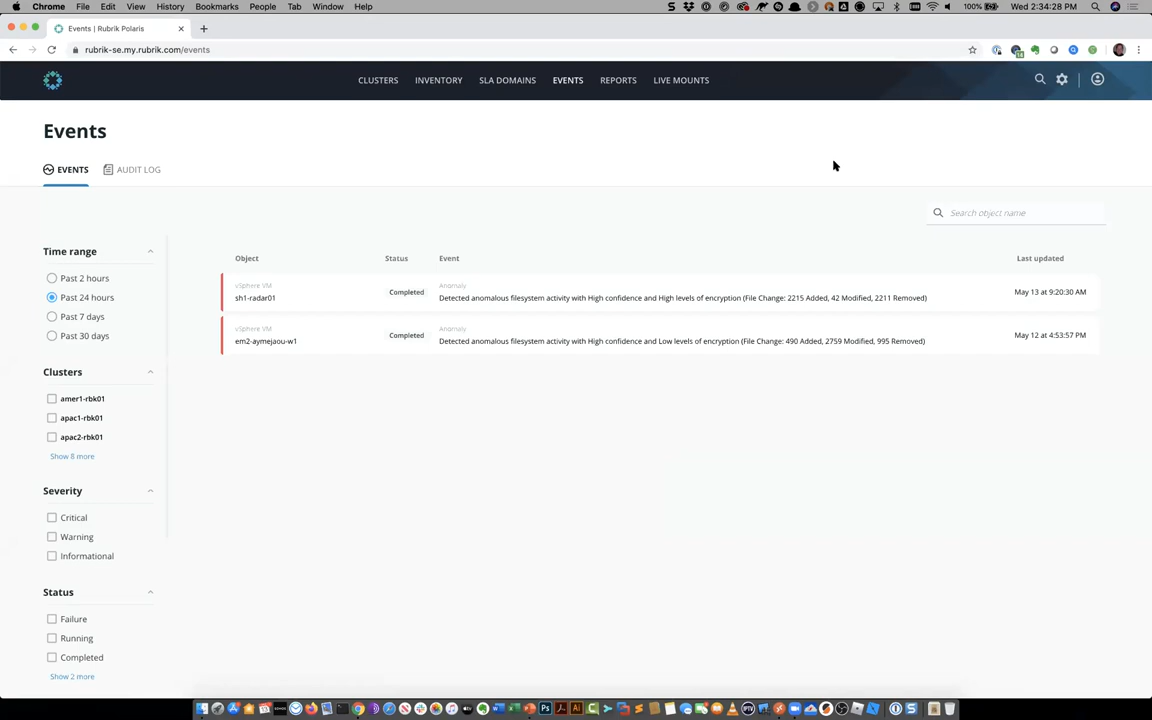 Chrome File Edit View History Bookmarks People Tab Window Help 100% Wed 2:34:28 PM
Events | Rubrik Polaris
rubrik-se.my.rubrik.com/events
CLUSTERS INVENTORY SLA DOMAINS EVENTS REPORTS LIVE MOUNTS
Events
EVENTS AUDIT LOG
Search object name
Time range
Past 2 hours
Past 24 hours
Past 7 days
Past 30 days
Clusters
amer1-rbk01
apac1-rbk01
apac2-rbk01
Show 8 more
Severity
Critical
Warning
Informational
Status
Failure
Running
Completed
Show 2 more
Object Status Event Last updated
vSphere VM Anomaly
sh1-radar01 Completed Detected anomalous filesystem activity with High confidence and High levels of encryption (File Change: 2215 Added, 42 Modified, 2211 Removed) May 13 at 9:20:30 AM
vSphere VM Anomaly
em2-aymejaou-w1 Completed Detected anomalous filesystem activity with High confidence and Low levels of encryption (File Change: 490 Added, 2759 Modified, 995 Removed) May 12 at 4:53:57 PM